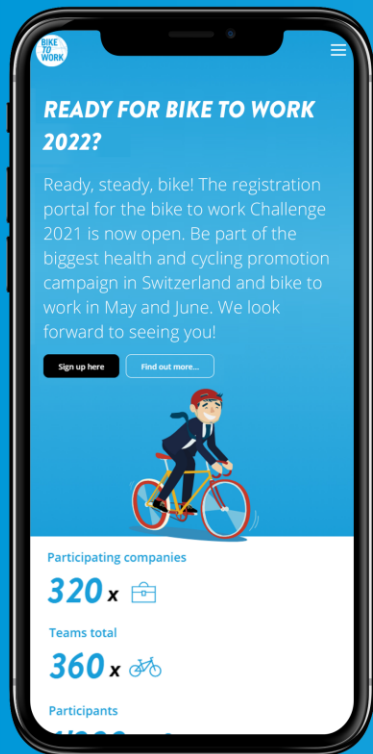 BIKE
TO
WORK
READY FOR BIKE TO WORK
2022?
Ready, steady, bike! The registration
portal for the bike to work Challenge
2021 is now open. Be part of the
biggest health and cycling promotion
campaign in Switzerland and bike to
work in May and June. We look
forward to seeing you!
Sign up here
Find out more...
Participating companies
320 x
Teams total
360 x
Participants